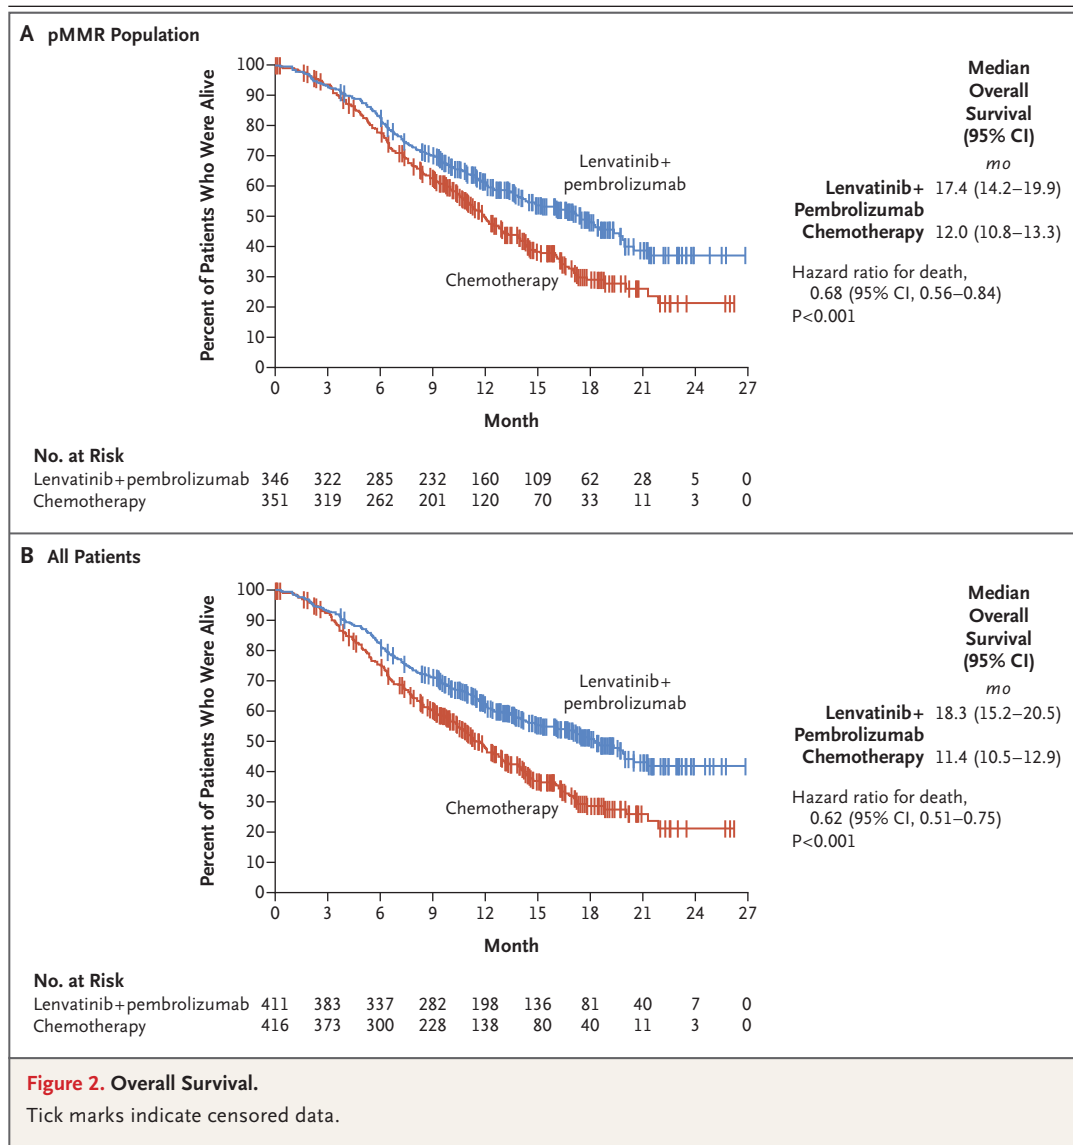 A pMMR Population
Percent of Patients Who Were Alive
100
90
80
70
60
50
40
30
20
10
0
0 3 6 9 12 15 18 21 24 27
Month
Lenvatinib+
pembrolizumab
Chemotherapy
Median
Overall
Survival
(95% CI)
mo
Lenvatinib+ 17.4 (14.2–19.9)
Pembrolizumab
Chemotherapy 12.0 (10.8–13.3)
Hazard ratio for death,
0.68 (95% CI, 0.56–0.84)
P<0.001
No. at Risk
Lenvatinib+pembrolizumab 346 322 285 232 160 109 62 28 5 0
Chemotherapy 351 319 262 201 120 70 33 11 3 0
B All Patients
Percent of Patients Who Were Alive
100
90
80
70
60
50
40
30
20
10
0
0 3 6 9 12 15 18 21 24 27
Month
Lenvatinib+
pembrolizumab
Chemotherapy
Median
Overall
Survival
(95% CI)
mo
Lenvatinib+ 18.3 (15.2–20.5)
Pembrolizumab
Chemotherapy 11.4 (10.5–12.9)
Hazard ratio for death,
0.62 (95% CI, 0.51–0.75)
P<0.001
No. at Risk
Lenvatinib+pembrolizumab 411 383 337 282 198 136 81 40 7 0
Chemotherapy 416 373 300 228 138 80 40 11 3 0
Figure 2. Overall Survival.
Tick marks indicate censored data.